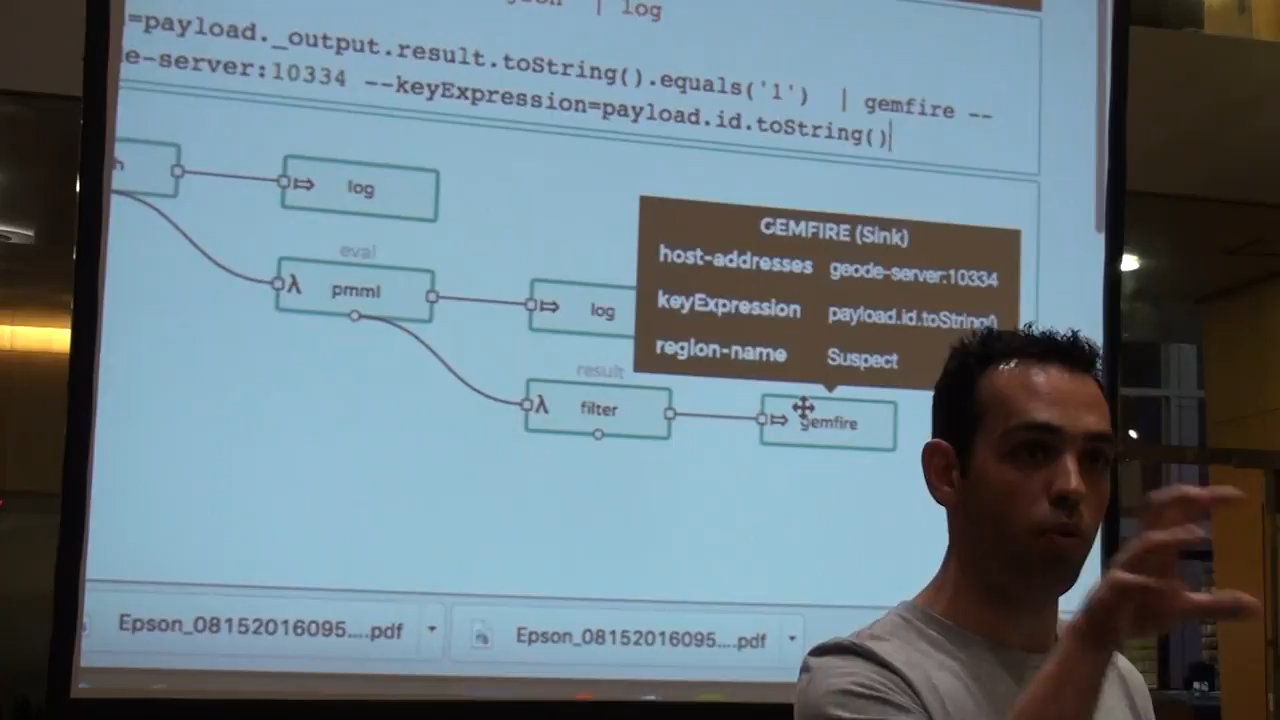 | log
=payload._output.result.toString().equals('1') | gemfire --
e-server:10334 --keyExpression=payload.id.toString()
log
eval
pmml
log
result
filter
gemfire
GEMFIRE (Sink)
host-addresses geode-server:10334
keyExpression payload.id.toString()
region-name Suspect
Epson_08152016095....pdf
Epson_08152016095....pdf